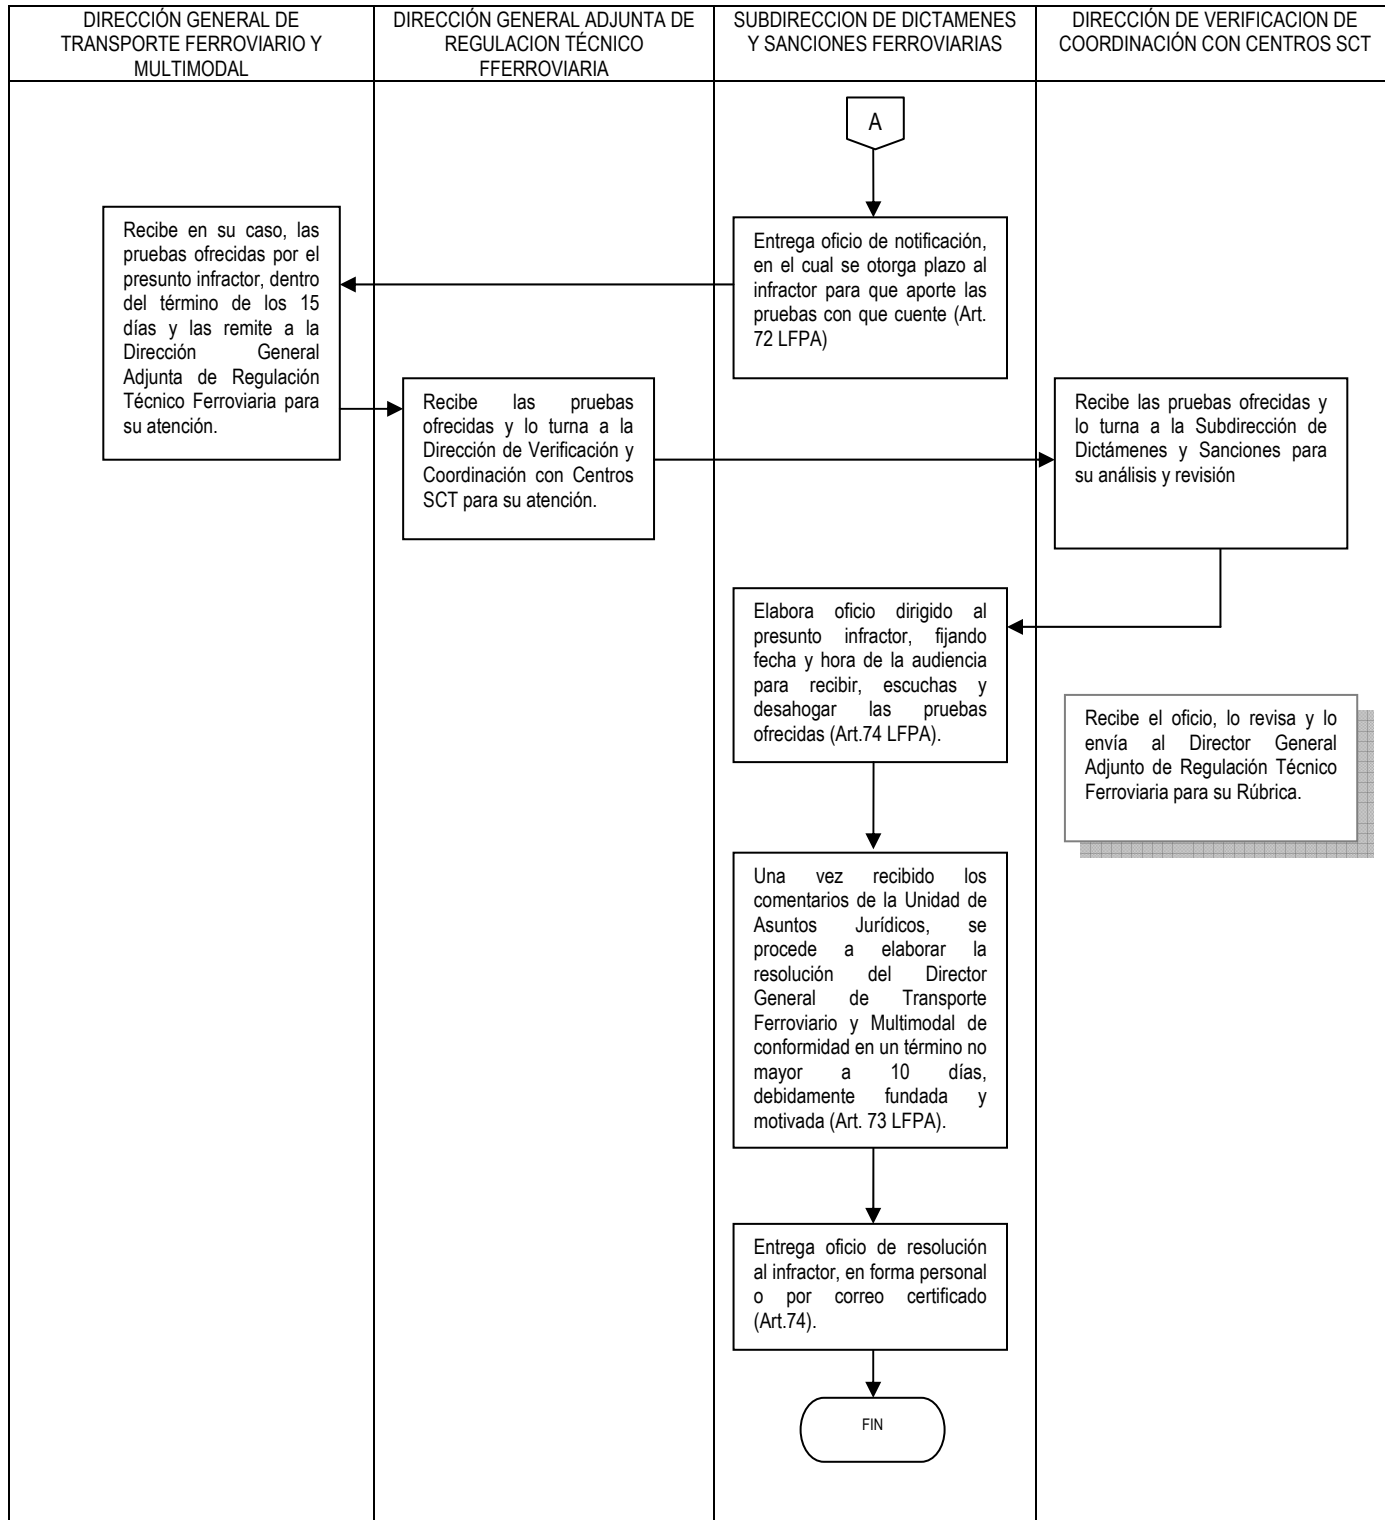 DIRECCIÓN GENERAL DE
TRANSPORTE FERROVIARIO Y
MULTIMODAL
DIRECCIÓN GENERAL ADJUNTA DE
REGULACION TÉCNICO
FFERROVIARIA
SUBDIRECCION DE DICTAMENES
Y SANCIONES FERROVIARIAS
DIRECCIÓN DE VERIFICACION DE
COORDINACIÓN CON CENTROS SCT
A
Entrega oficio de notificación,
en el cual se otorga plazo al
infractor para que aporte las
pruebas con que cuente (Art.
72 LFPA)
Recibe en su caso, las
pruebas ofrecidas por el
presunto infractor, dentro
del término de los 15
días y las remite a la
Dirección General
Adjunta de Regulación
Técnico Ferroviaria para
su atención.
Recibe las pruebas
ofrecidas y lo turna a la
Dirección de Verificación y
Coordinación con Centros
SCT para su atención.
Recibe las pruebas ofrecidas y
lo turna a la Subdirección de
Dictámenes y Sanciones para
su análisis y revisión
Elabora oficio dirigido al
presunto infractor, fijando
fecha y hora de la audiencia
para recibir, escuchas y
desahogar las pruebas
ofrecidas (Art.74 LFPA).
Recibe el oficio, lo revisa y lo
envía al Director General
Adjunto de Regulación Técnico
Ferroviaria para su Rúbrica.
Una vez recibido los
comentarios de la Unidad de
Asuntos Jurídicos, se
procede a elaborar la
resolución del Director
General de Transporte
Ferroviario y Multimodal de
conformidad en un término no
mayor a 10 días,
debidamente fundada y
motivada (Art. 73 LFPA).
Entrega oficio de resolución
al infractor, en forma personal
o por correo certificado
(Art.74).
FIN